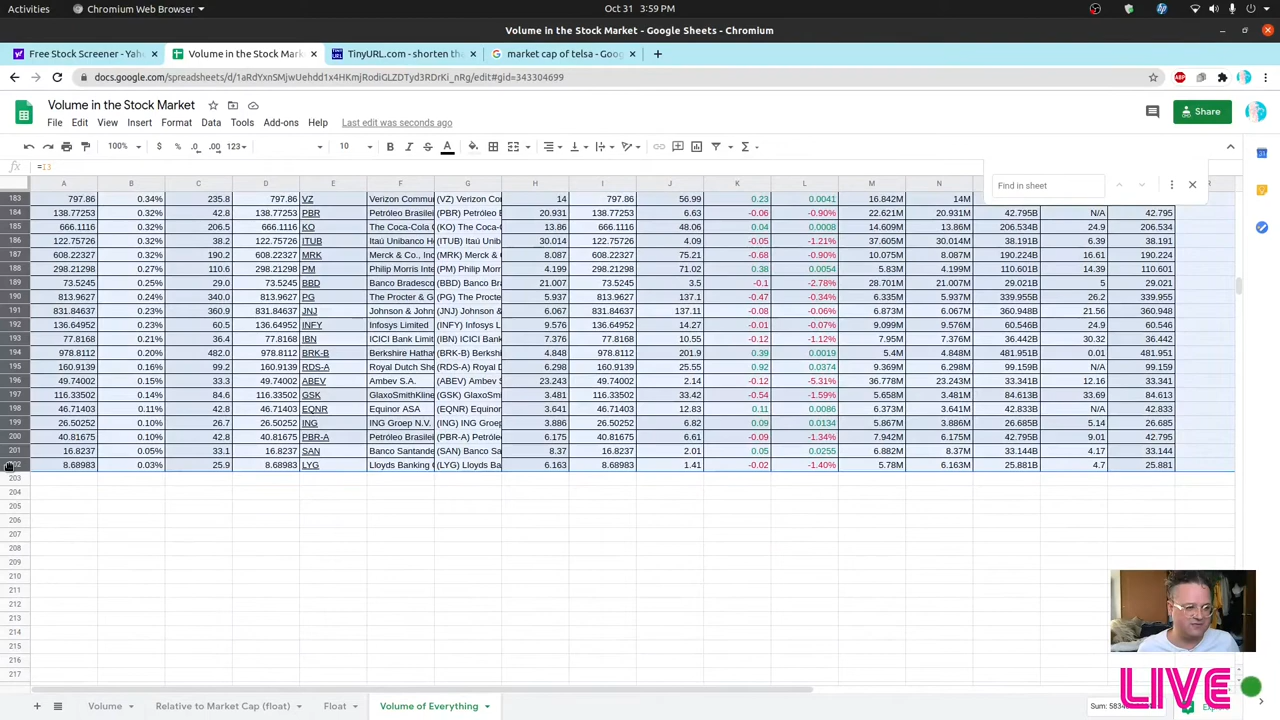 Activities
Chromium Web Browser
Oct 31 3:59 PM
Volume in the Stock Market - Google Sheets - Chromium
Free Stock Screener - Yah
Volume in the Stock Mark
TinyURL.com - shorten the
market cap of telsa - Goog
docs.google.com/spreadsheets/d/1aRdYxnSMjwUehdd1x4HKmjRodiGLZDTyd3RDrKi_nRg/edit#gid=343304699
Volume in the Stock Market
Share
File Edit View Insert Format Data Tools Add-ons Help Last edit was seconds ago
100% $ % .0 .00 123 10 B I S A
=I3
Find in sheet
A B C D E F G H I J K L M N
183 797.86 0.34% 235.8 797.86 VZ Verizon Commu (VZ) Verizon Cor 14 797.86 56.99 0.23 0.0041 16.842M 14M
184 138.77253 0.32% 42.8 138.77253 PBR Petróleo Brasilei (PBR) Petróleo 20.931 138.77253 6.63 -0.06 -0.90% 22.621M 20.931M 42.795B N/A 42.795
185 666.1116 0.32% 206.5 666.1116 KO The Coca-Cola (KO) The Coca- 13.86 666.1116 48.06 0.04 0.0008 14.609M 13.86M 206.534B 24.9 206.534
186 122.75726 0.32% 38.2 122.75726 ITUB Itaú Unibanco H (ITUB) Itaú Unib 30.014 122.75726 4.09 -0.05 -1.21% 37.605M 30.014M 38.191B 6.39 38.191
187 608.22327 0.32% 190.2 608.22327 MRK Merck & Co., Inc (MRK) Merck & 8.087 608.22327 75.21 -0.68 -0.90% 10.075M 8.087M 190.224B 16.61 190.224
188 298.21298 0.27% 110.6 298.21298 PM Philip Morris Inte (PM) Philip Morr 4.199 298.21298 71.02 0.38 0.0054 5.83M 4.199M 110.601B 14.39 110.601
189 73.5245 0.25% 29.0 73.5245 BBD Banco Bradesco (BBD) Banco Br 21.007 73.5245 3.5 -0.1 -2.78% 28.701M 21.007M 29.021B 5 29.021
190 813.9627 0.24% 340.0 813.9627 PG The Procter & G (PG) The Procte 5.937 813.9627 137.1 -0.47 -0.34% 6.335M 5.937M 339.955B 26.2 339.955
191 831.84637 0.23% 360.9 831.84637 JNJ Johnson & John (JNJ) Johnson & 6.067 831.84637 137.11 -0.08 -0.06% 7.923M 6.067M 360.948B 21.56 360.948
192 136.64952 0.23% 60.5 136.64952 INFY Infosys Limited (INFY) Infosys L 9.576 136.64952 14.27 -0.01 -0.07% 9.099M 9.576M 60.546B 24.9 60.546
193 77.8168 0.21% 36.4 77.8168 IBN ICICI Bank Limi (IBN) ICICI Ban 7.376 77.8168 10.55 -0.12 -1.12% 7.95M 7.376M 36.442B 30.32 36.442
194 978.8112 0.20% 482.0 978.8112 BRK-B Berkshire Hatha (BRK-B) Berkshi 4.848 978.8112 201.9 0.39 0.0019 5.4M 4.848M 481.951B 0.01 481.951
195 160.9139 0.16% 99.2 160.9139 RDS-A Royal Dutch She (RDS-A) Royal D 6.298 160.9139 25.55 0.92 0.0374 9.369M 6.298M 99.159B N/A 99.159
196 49.74002 0.15% 33.3 49.74002 ABEV Ambev S.A. (ABEV) Ambev S 23.243 49.74002 2.14 -0.12 -5.31% 36.778M 23.243M 33.341B 12.16 33.341
197 116.33535 0.14% 84.6 116.33535 GSK GlaxoSmithKline (GSK) GlaxoSm 3.481 116.33535 33.42 -0.54 -1.59% 5.658M 3.481M 84.613B 33.69 84.613
198 46.71403 0.11% 42.8 46.71403 EQNR Equinor ASA (EQNR) Equinor 3.641 46.71403 12.83 0.11 0.0086 6.373M 3.641M 42.833B N/A 42.833
199 26.50252 0.10% 26.7 26.50252 ING ING Groep N.V. (ING) ING Groep 3.886 26.50252 6.82 0.09 0.0134 5.867M 3.886M 26.685B 5.14 26.685
200 40.81675 0.10% 42.8 40.81675 PBR-A Petróleo Brasilei (PBR-A) Petróle 6.175 40.81675 6.61 -0.09 -1.34% 7.942M 6.175M 42.795B 9.01 42.795
201 16.8237 0.05% 33.1 16.8237 SAN Banco Santande (SAN) Banco Sa 8.37 16.8237 2.01 0.05 0.0255 6.882M 8.37M 33.144B 4.17 33.144
202 8.68983 0.03% 25.9 8.68983 LYG Lloyds Banking (LYG) Lloyds Ba 6.163 8.68983 1.41 -0.02 -1.40% 5.78M 6.163M 25.881B 4.7 25.881
203
204
205
206
207
208
209
210
211
212
213
214
215
216
217
Volume
Relative to Market Cap (float)
Float
Volume of Everything
LIVE